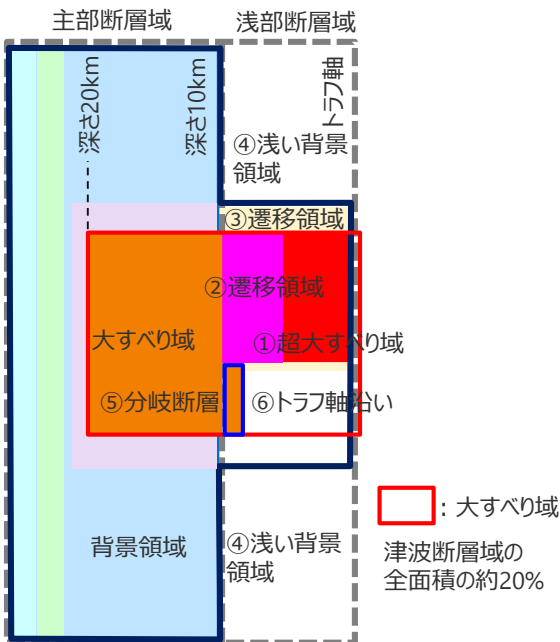 主部断層域
浅部断層域
深さ20km
深さ10km
トラフ軸
④浅い背景
領域
③遷移領域
②遷移領域
大すべり域
①超大すべり域
⑤分岐断層
⑥トラフ軸沿い
背景領域
④浅い背景
領域
：大すべり域
津波断層域の
全面積の約20%